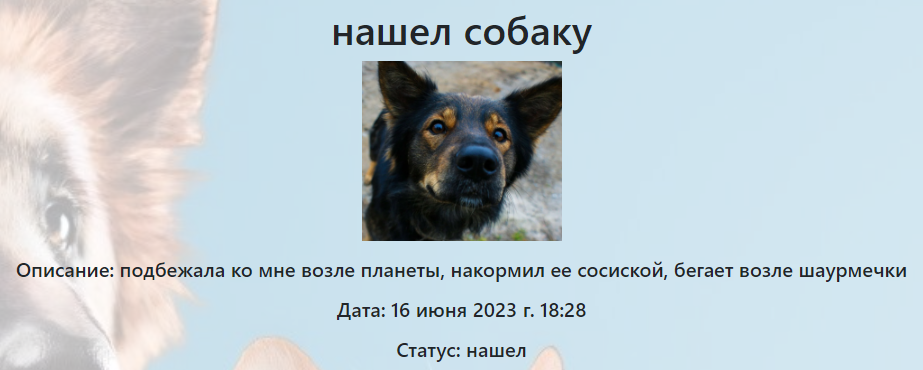 нашел собаку
Описание: подбежала ко мне возле планеты, накормил ее сосиской, бегает возле шаурмечки
Дата: 16 июня 2023 г. 18:28
Статус: нашел